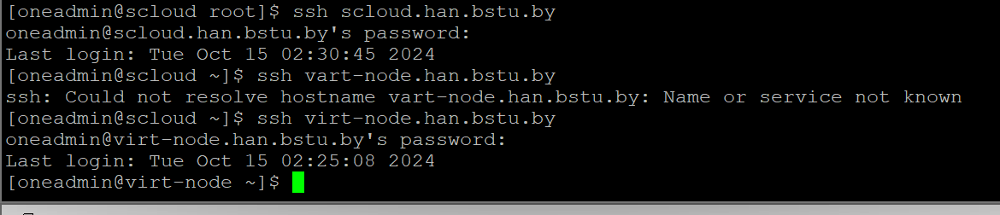 [oneadmin@scloud root]$ ssh scloud.han.bstu.by
oneadmin@scloud.han.bstu.by's password:
Last login: Tue Oct 15 02:30:45 2024
[oneadmin@scloud ~]$ ssh vart-node.han.bstu.by
ssh: Could not resolve hostname vart-node.han.bstu.by: Name or service not known
[oneadmin@scloud ~]$ ssh virt-node.han.bstu.by
oneadmin@virt-node.han.bstu.by's password:
Last login: Tue Oct 15 02:25:08 2024
[oneadmin@virt-node ~]$